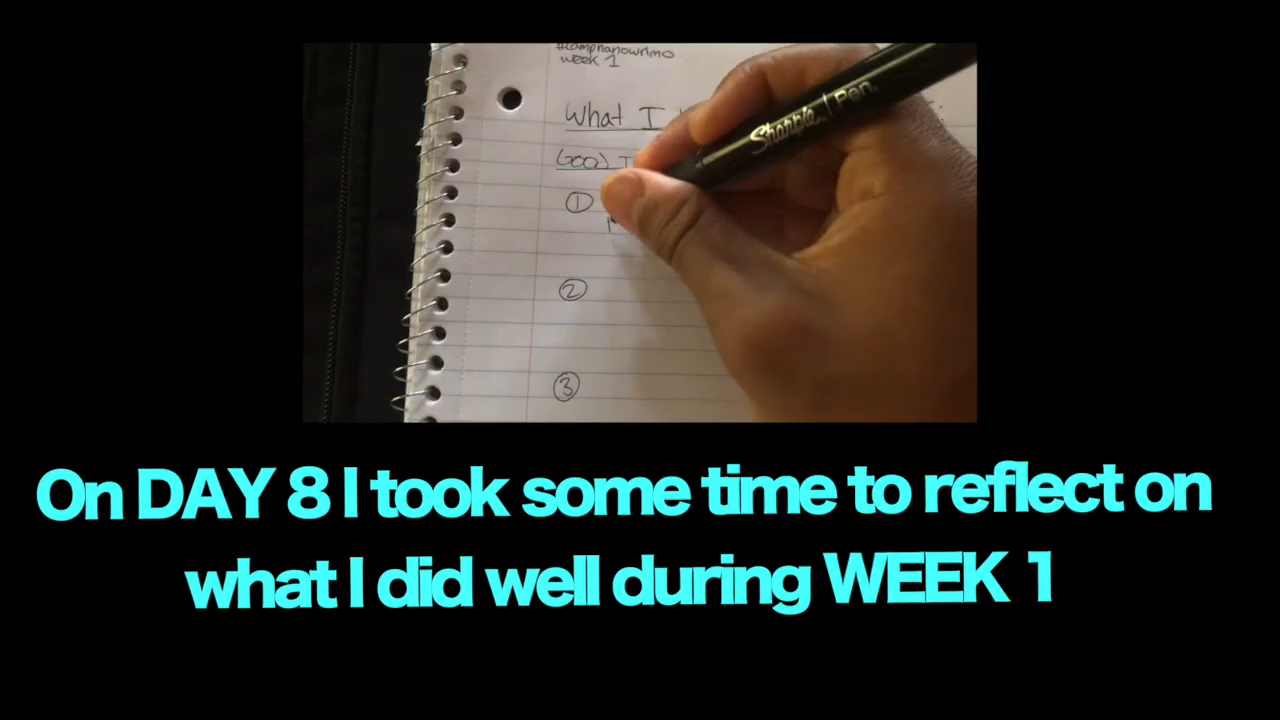 #campnanowrimo
week 1
What I
Good
1
2
3
Sharpie | Pen.
On DAY 8 I took some time to reflect on
what I did well during WEEK 1